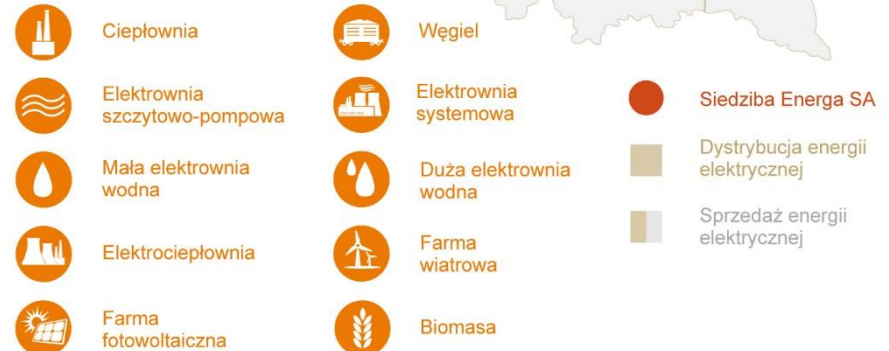 Ciepłownia
Elektrownia
szczytowo-pompowa
Mała elektrownia
wodna
Elektrociepłownia
Farma
fotowoltaiczna
Węgiel
Elektrownia
systemowa
Duża elektrownia
wodna
Farma
wiatrowa
Biomasa
Siedziba Energa SA
Dystrybucja energii
elektrycznej
Sprzedaż energii
elektrycznej